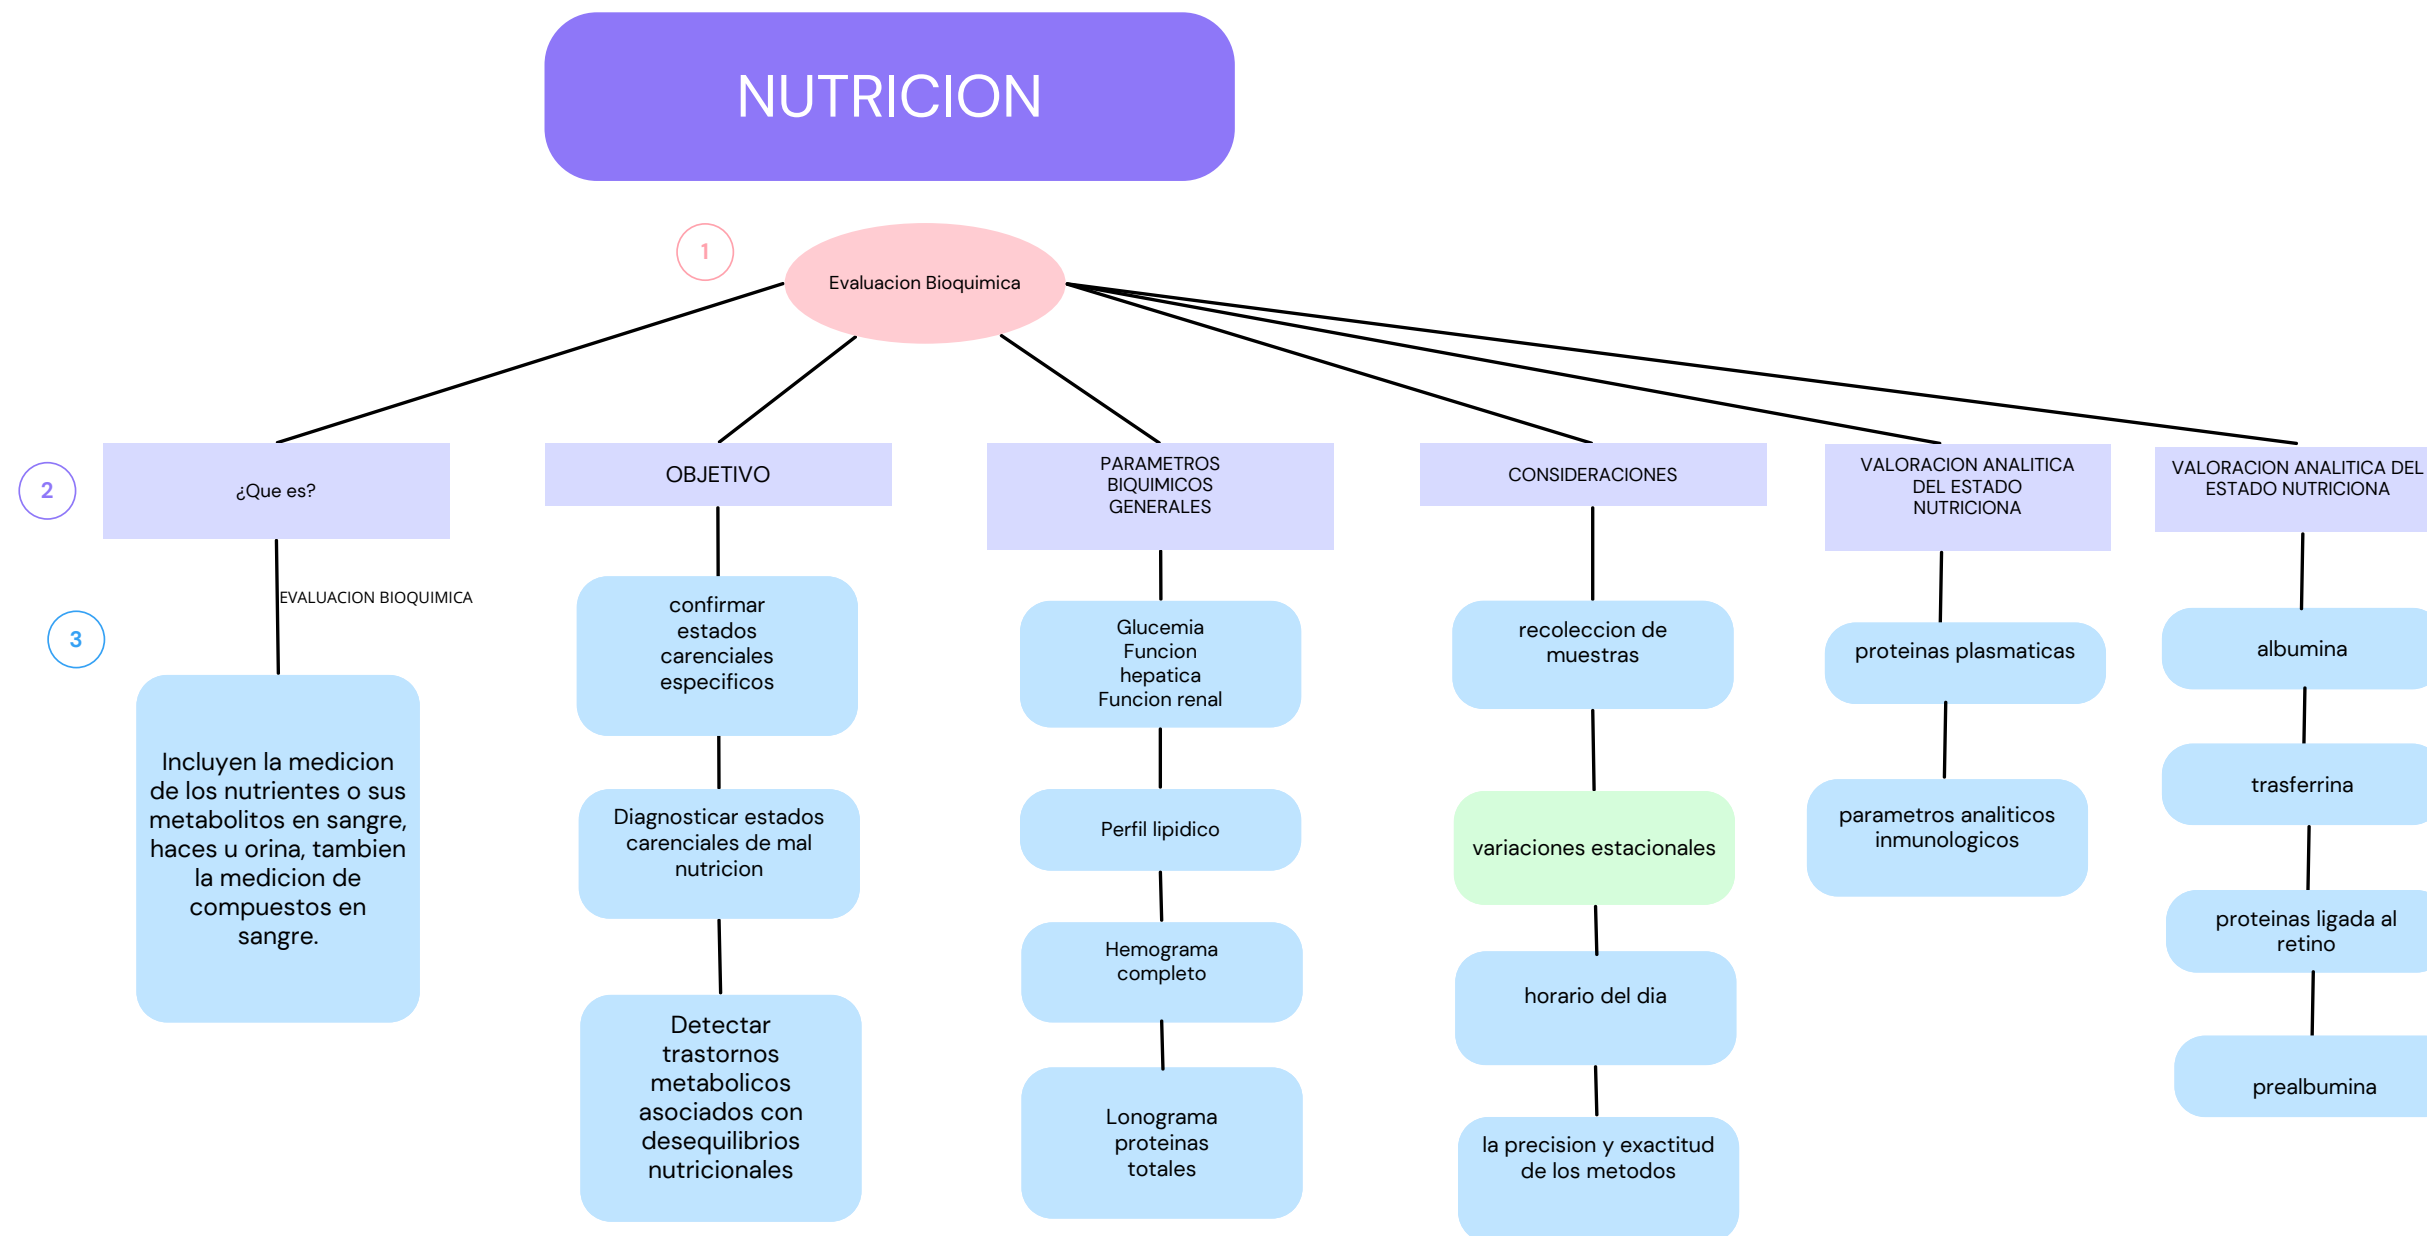 NUTRICION
1
Evaluacion Bioquimica
2
¿Que es?
EVALUACION BIOQUIMICA
3
Incluyen la medicion
de los nutrientes o sus
metabolitos en sangre,
haces u orina, tambien
la medicion de
compuestos en
sangre.
OBJETIVO
confirmar
estados
carenciales
especificos
Diagnosticar estados
carenciales de mal
nutricion
Detectar
trastornos
metabolicos
asociados con
desequilibrios
nutricionales
PARAMETROS
BIQUIMICOS
GENERALES
Glucemia
Funcion
hepatica
Funcion renal
Perfil lipidico
Hemograma
completo
Lonograma
proteinas
totales
CONSIDERACIONES
recoleccion de
muestras
variaciones estacionales
horario del dia
la precision y exactitud
de los metodos
VALORACION ANALITICA
DEL ESTADO
NUTRICIONA
proteinas plasmaticas
parametros analiticos
inmunologicos
VALORACION ANALITICA DEL
ESTADO NUTRICIONA
albumina
trasferrina
proteinas ligada al
retino
prealbumina